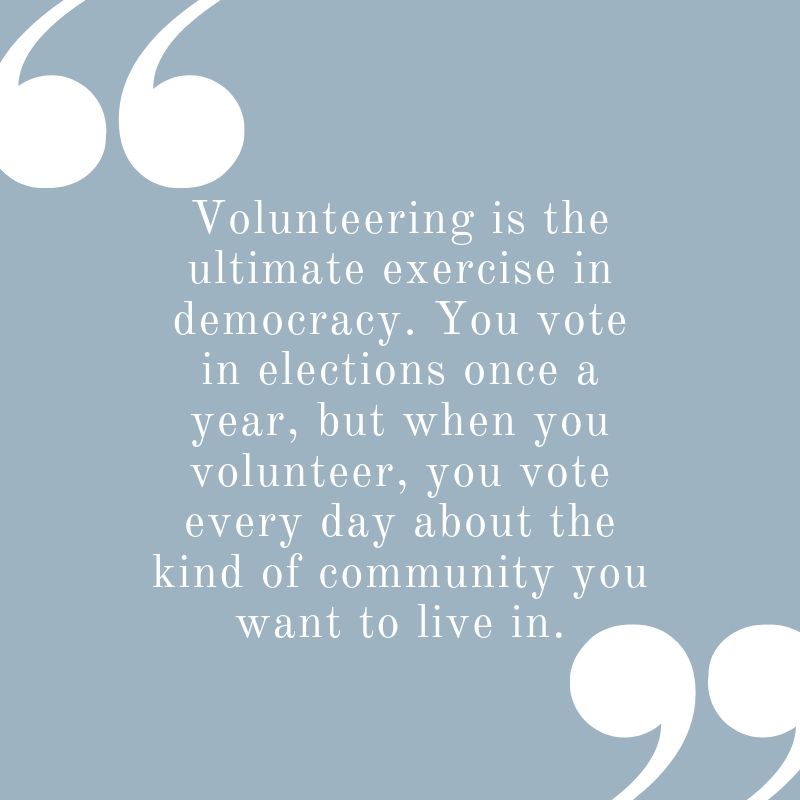 Volunteering is the
ultimate exercise in
democracy. You vote
in elections once a
year, but when you
volunteer, you vote
every day about the
kind of community you
want to live in.